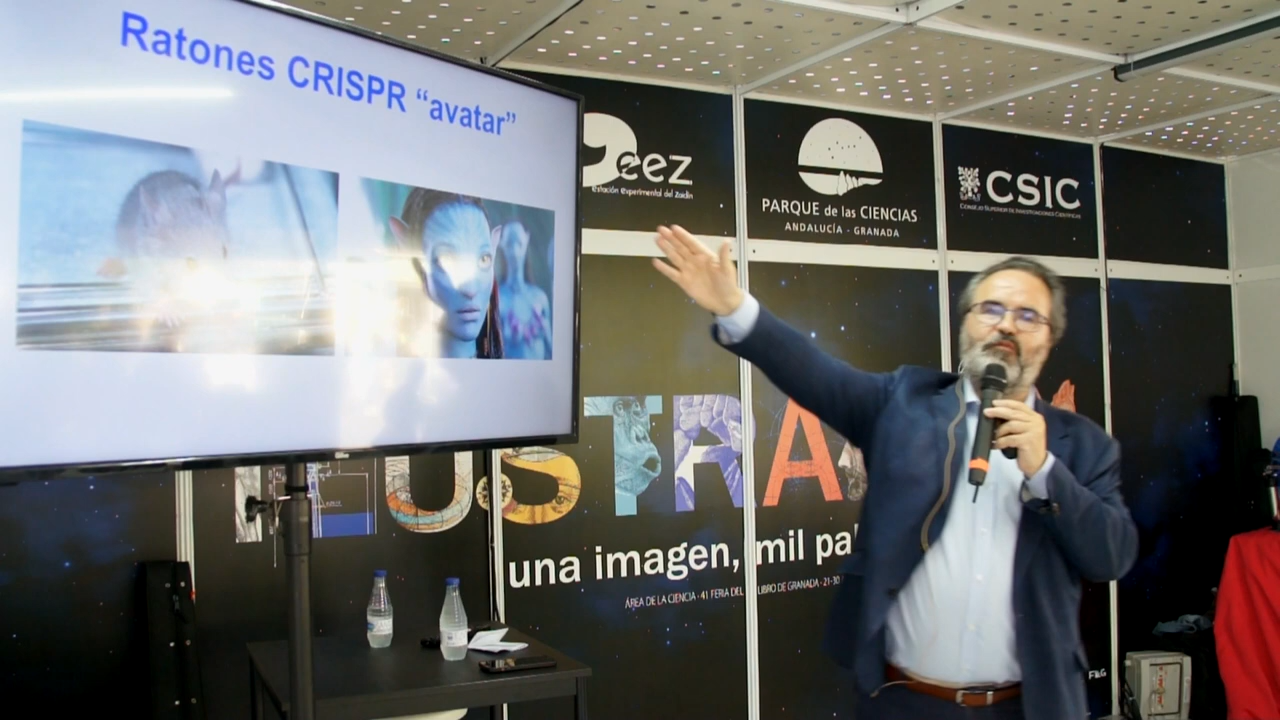 Ratones CRISPR “avatar”
eez
estación experimental del zaidín
PARQUE de las CIENCIAS
ANDALUCÍA - GRANADA
CSIC
CONSEJO SUPERIOR DE INVESTIGACIONES CIENTÍFICAS
USTRA
una imagen, mil pal
ÁREA DE LA CIENCIA · 41 FERIA DEL LIBRO DE GRANADA · 21-30